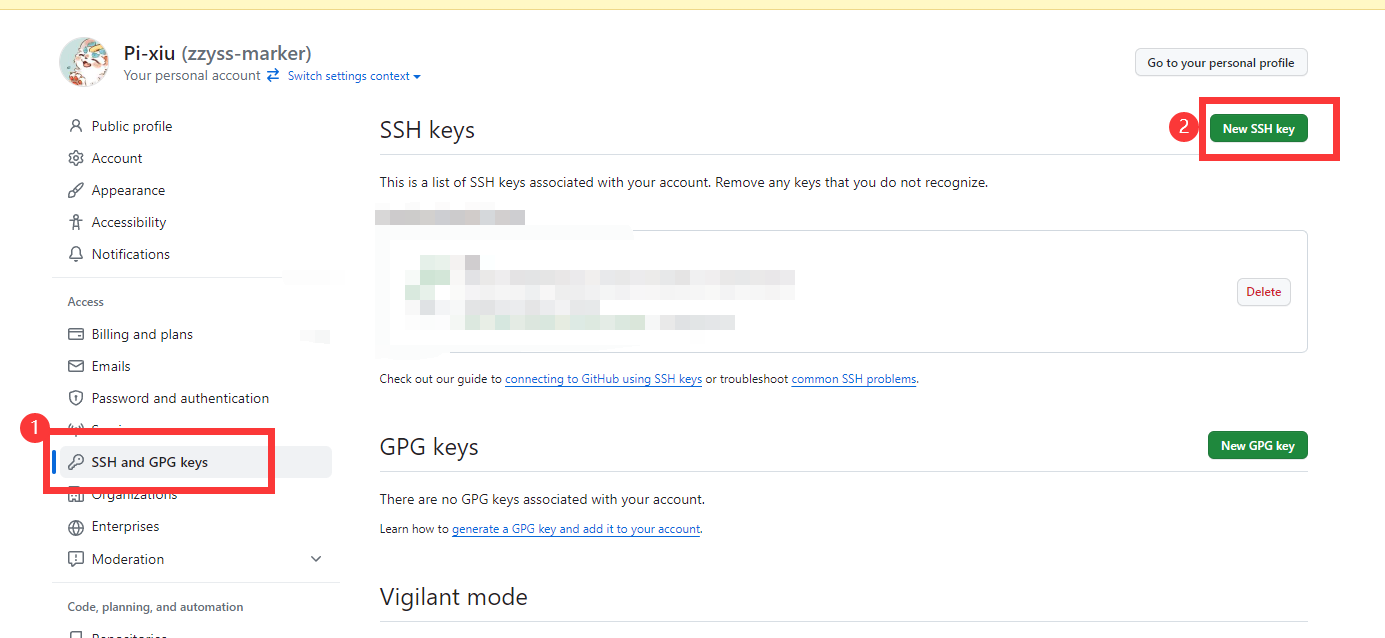 Pi-xiu (zzyss-marker)
Your personal account Switch settings context
Go to your personal profile
Public profile
Account
Appearance
Accessibility
Notifications
Access
Billing and plans
Emails
Password and authentication
1
SSH and GPG keys
Organizations
Enterprises
Moderation
Code, planning, and automation
Repositories
SSH keys
2
New SSH key
This is a list of SSH keys associated with your account. Remove any keys that you do not recognize.
Delete
Check out our guide to connecting to GitHub using SSH keys or troubleshoot common SSH problems.
GPG keys
New GPG key
There are no GPG keys associated with your account.
Learn how to generate a GPG key and add it to your account.
Vigilant mode